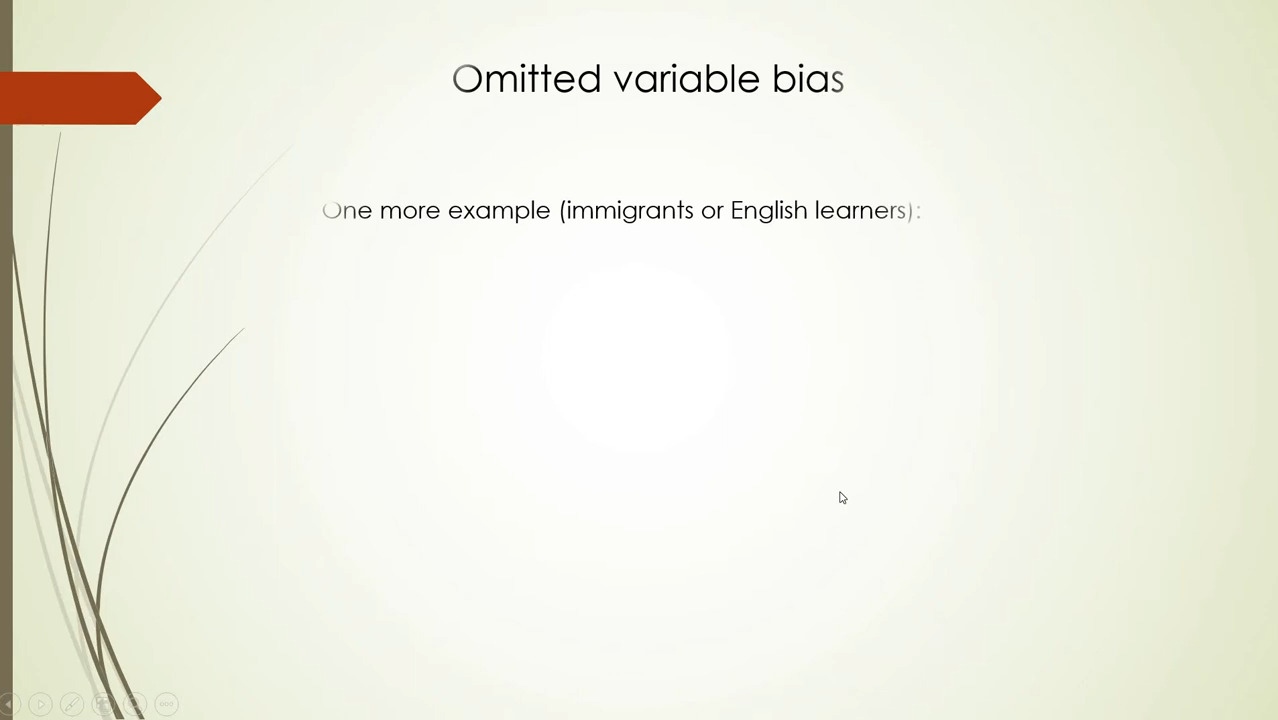 Omitted variable bias
One more example (immigrants or English learners):